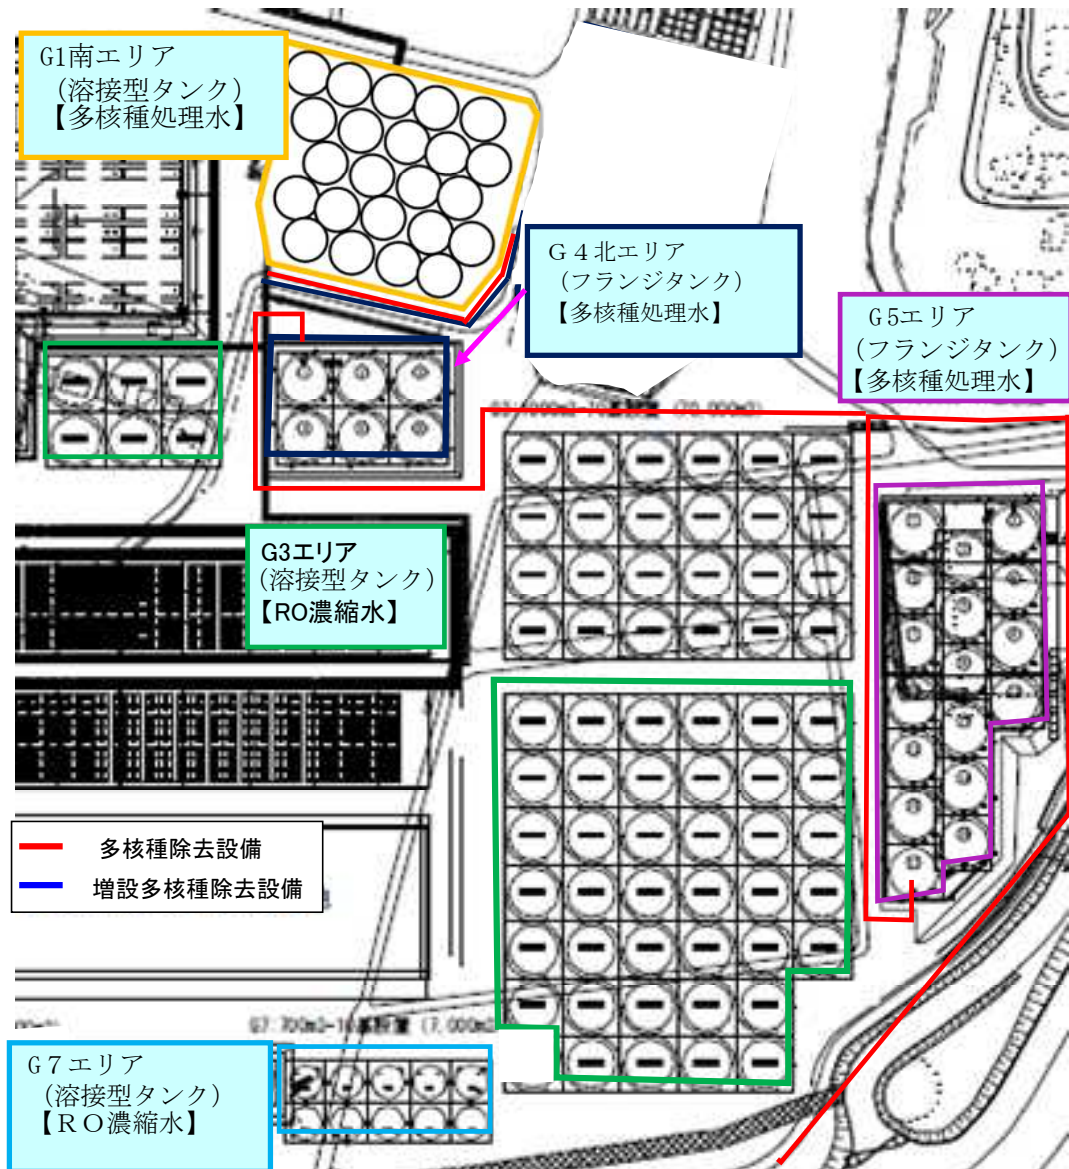 G1南エリア
(溶接型タンク)
【多核種処理水】
G4北エリア
(フランジタンク)
【多核種処理水】
G5エリア
(フランジタンク)
【多核種処理水】
G3エリア
(溶接型タンク)
【RO濃縮水】
多核種除去設備
増設多核種除去設備
G7エリア
(溶接型タンク)
【RO濃縮水】